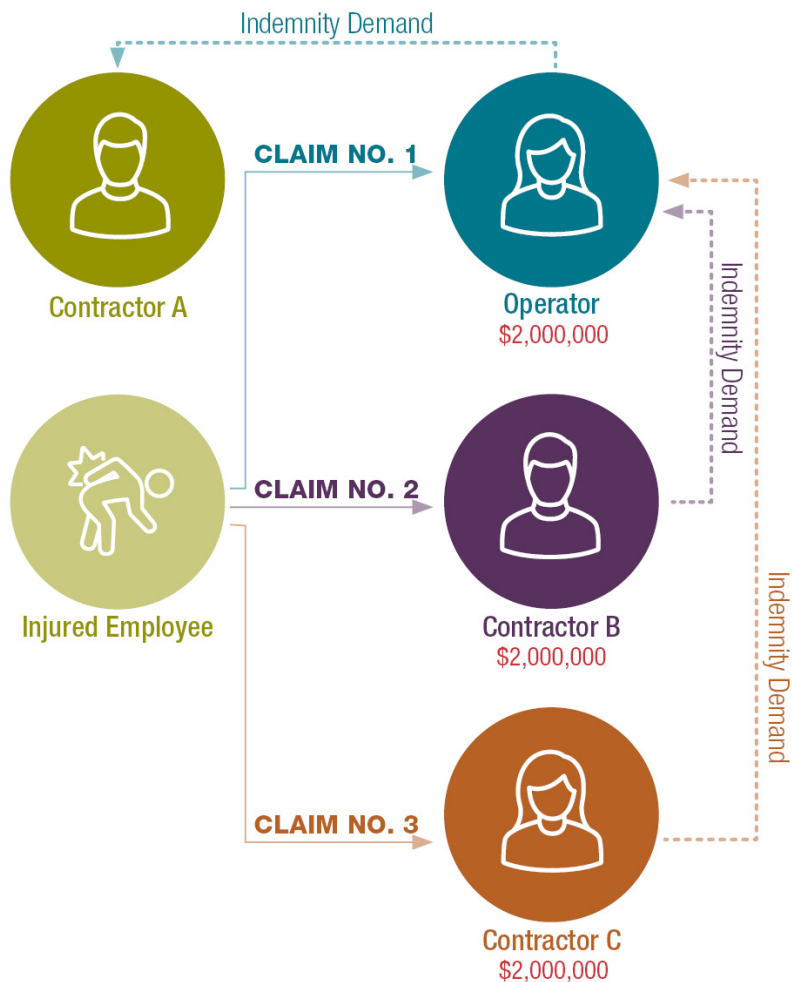 Indemnity Demand
CLAIM NO. 1
Contractor A
Operator
$2,000,000
Indemnity Demand
CLAIM NO. 2
Injured Employee
Contractor B
$2,000,000
Indemnity Demand
CLAIM NO. 3
Contractor C
$2,000,000